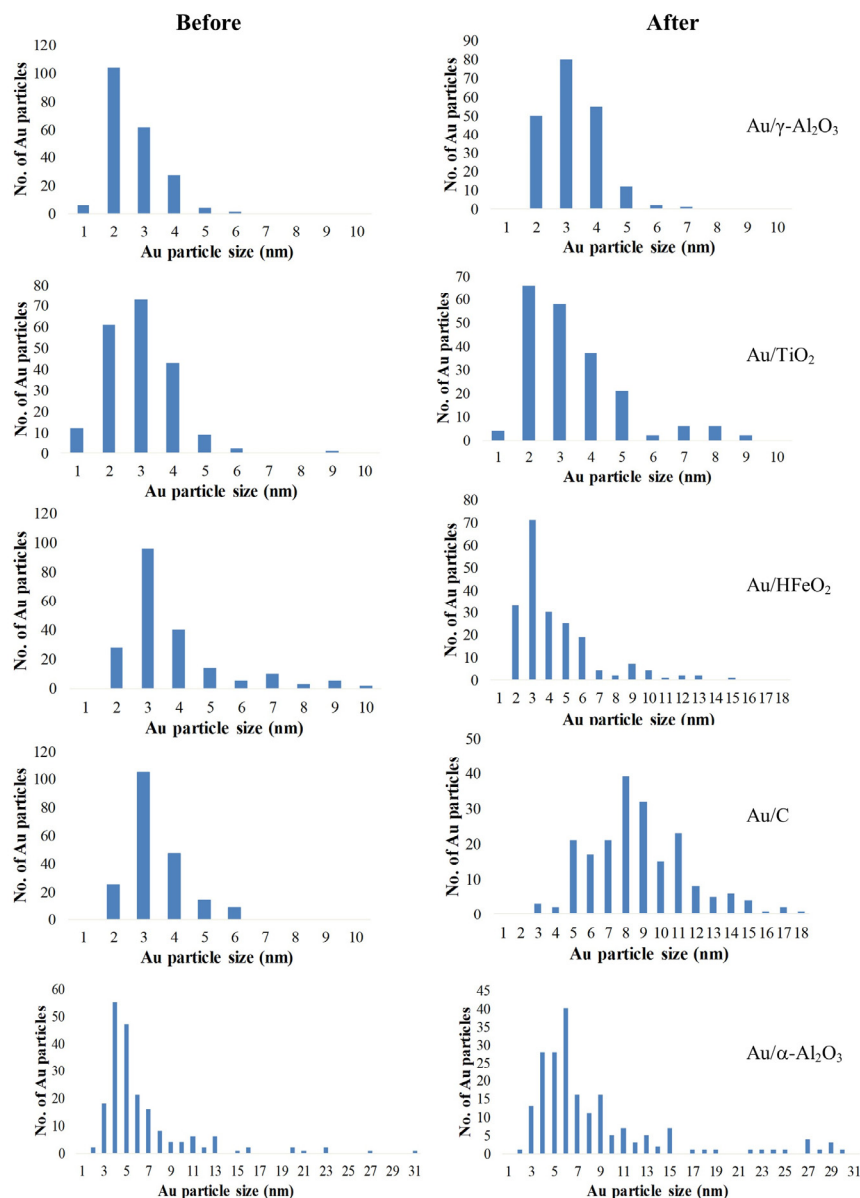 Before
After
120
100
80
60
40
20
0
No. of Au particles
1 2 3 4 5 6 7 8 9 10
Au particle size (nm)
90
80
70
60
50
40
30
20
10
0
No. of Au particles
1 2 3 4 5 6 7 8 9 10
Au particle size (nm)
Au/γ-Al₂O₃
80
70
60
50
40
30
20
10
0
No. of Au particles
1 2 3 4 5 6 7 8 9 10
Au particle size (nm)
70
60
50
40
30
20
10
0
No. of Au particles
1 2 3 4 5 6 7 8 9 10
Au particle size (nm)
Au/TiO₂
120
100
80
60
40
20
0
No. of Au particles
1 2 3 4 5 6 7 8 9 10
Au particle size (nm)
80
70
60
50
40
30
20
10
0
No. of Au particles
1 2 3 4 5 6 7 8 9 10 11 12 13 14 15 16 17 18
Au particle size (nm)
Au/HFeO₂
120
100
80
60
40
20
0
No. of Au particles
1 2 3 4 5 6 7 8 9 10
Au particle size (nm)
50
40
30
20
10
0
No. of Au particles
1 2 3 4 5 6 7 8 9 10 11 12 13 14 15 16 17 18
Au particle size (nm)
Au/C
60
50
40
30
20
10
0
No. of Au particles
1 3 5 7 9 11 13 15 17 19 21 23 25 27 29 31
Au particle size (nm)
45
40
35
30
25
20
15
10
5
0
No. of Au particles
1 3 5 7 9 11 13 15 17 19 21 23 25 27 29 31
Au particle size (nm)
Au/α-Al₂O₃